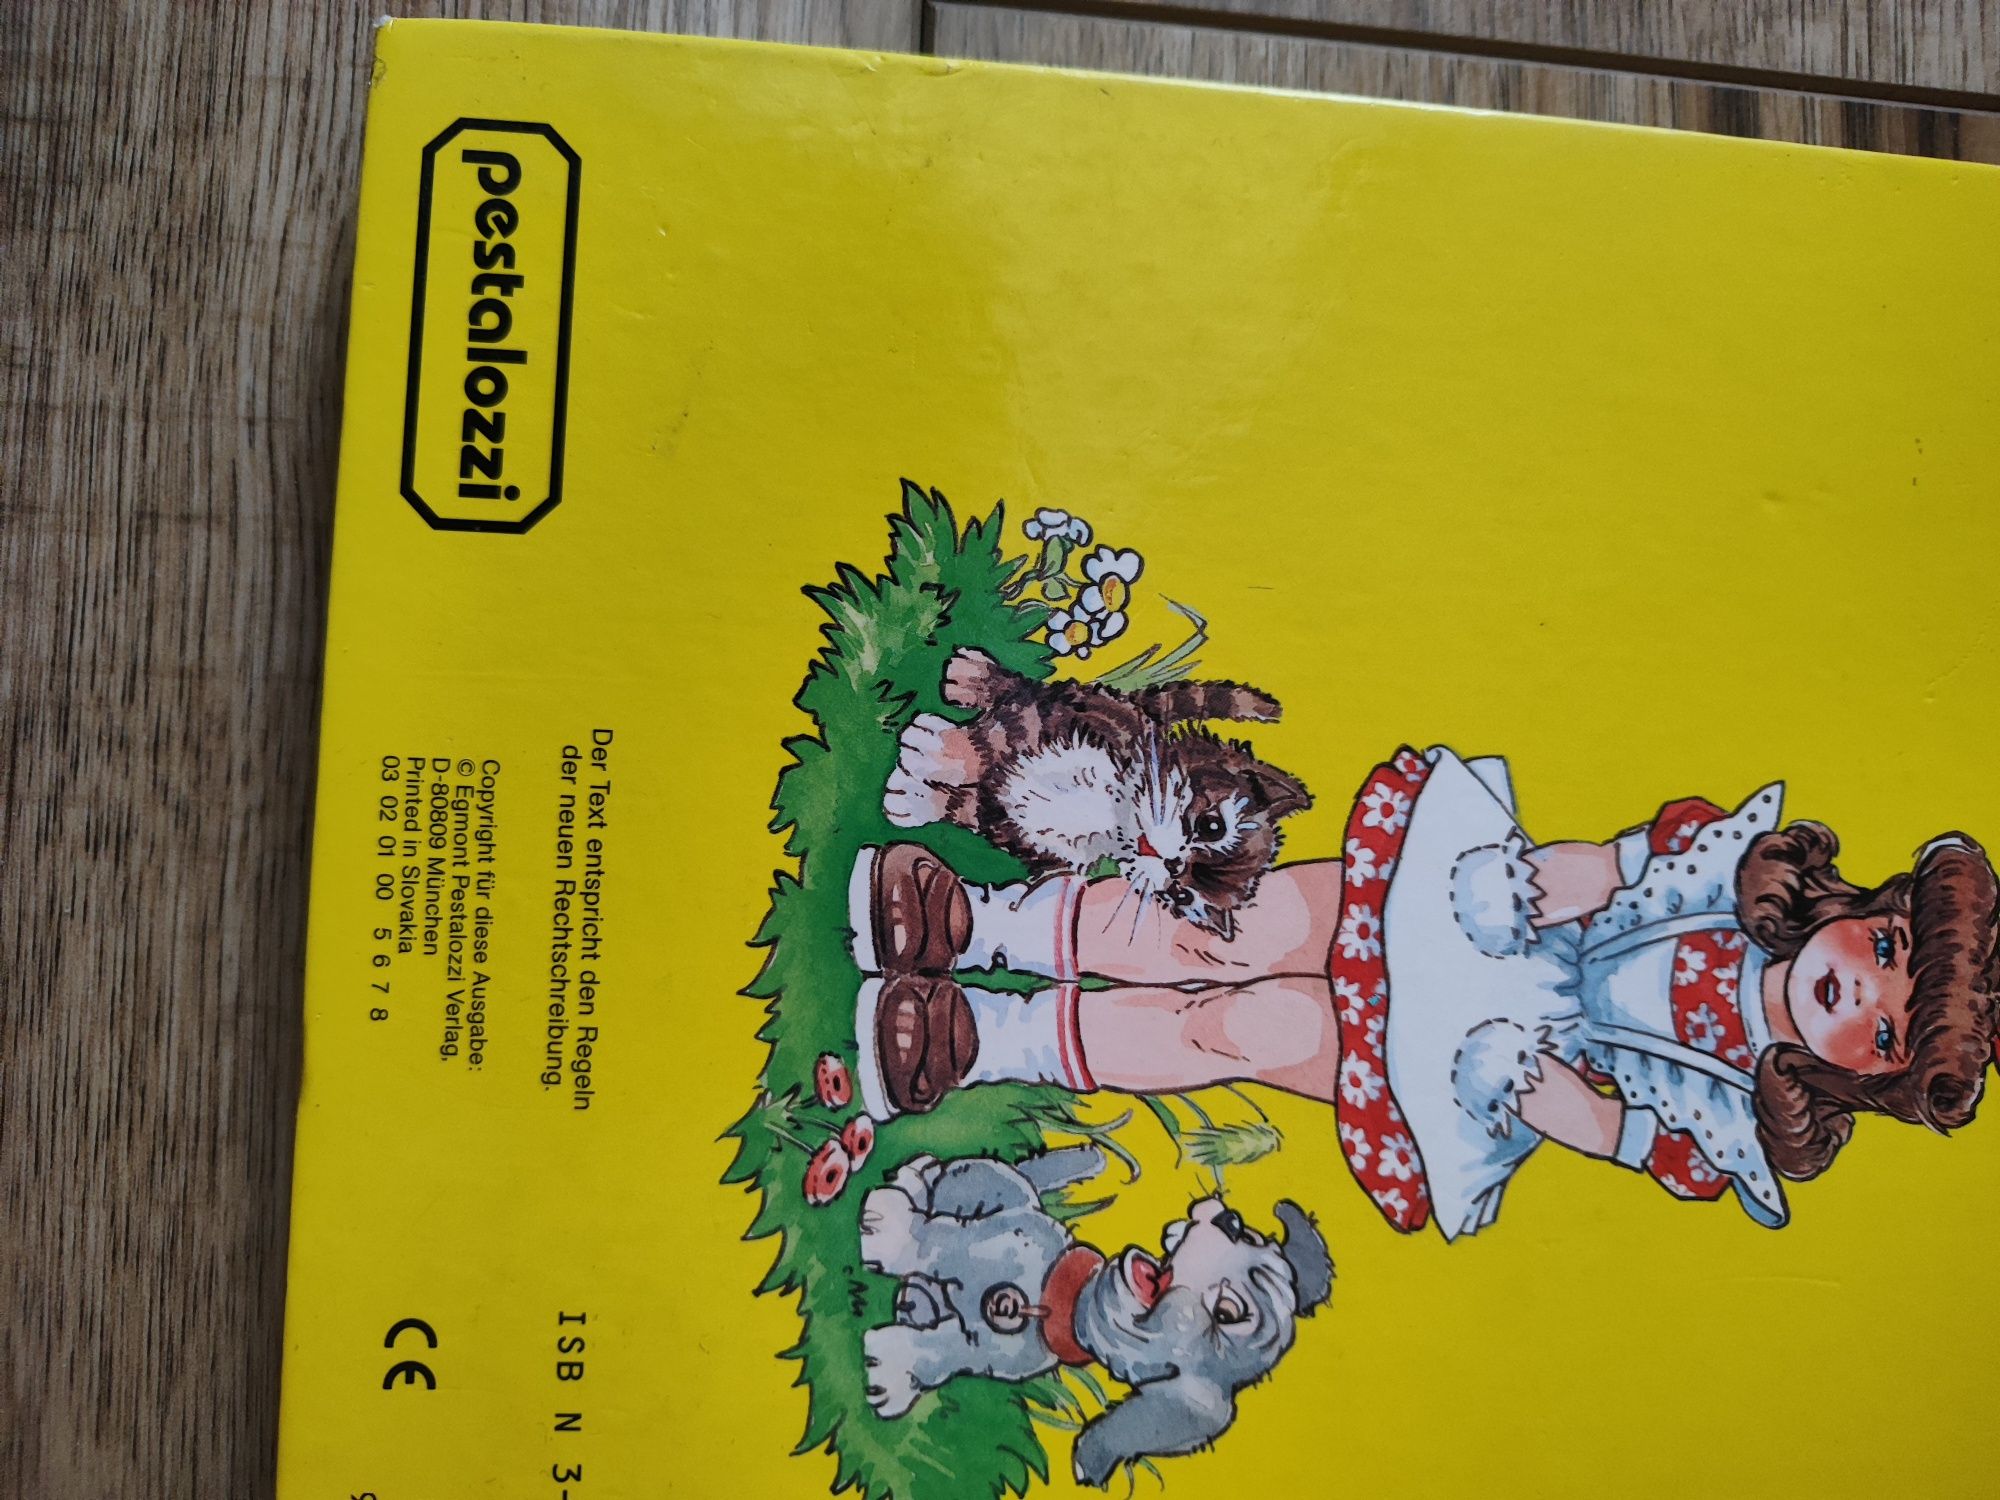 pestalozzi
Der Text entspricht den Regeln
der neuen Rechtschreibung.
Copyright für diese Ausgabe:
© Egmont Pestalozzi Verlag,
D-80809 München
Printed in Slovakia
03 02 01 00 5 6 7 8
CE
ISBN 3-
G